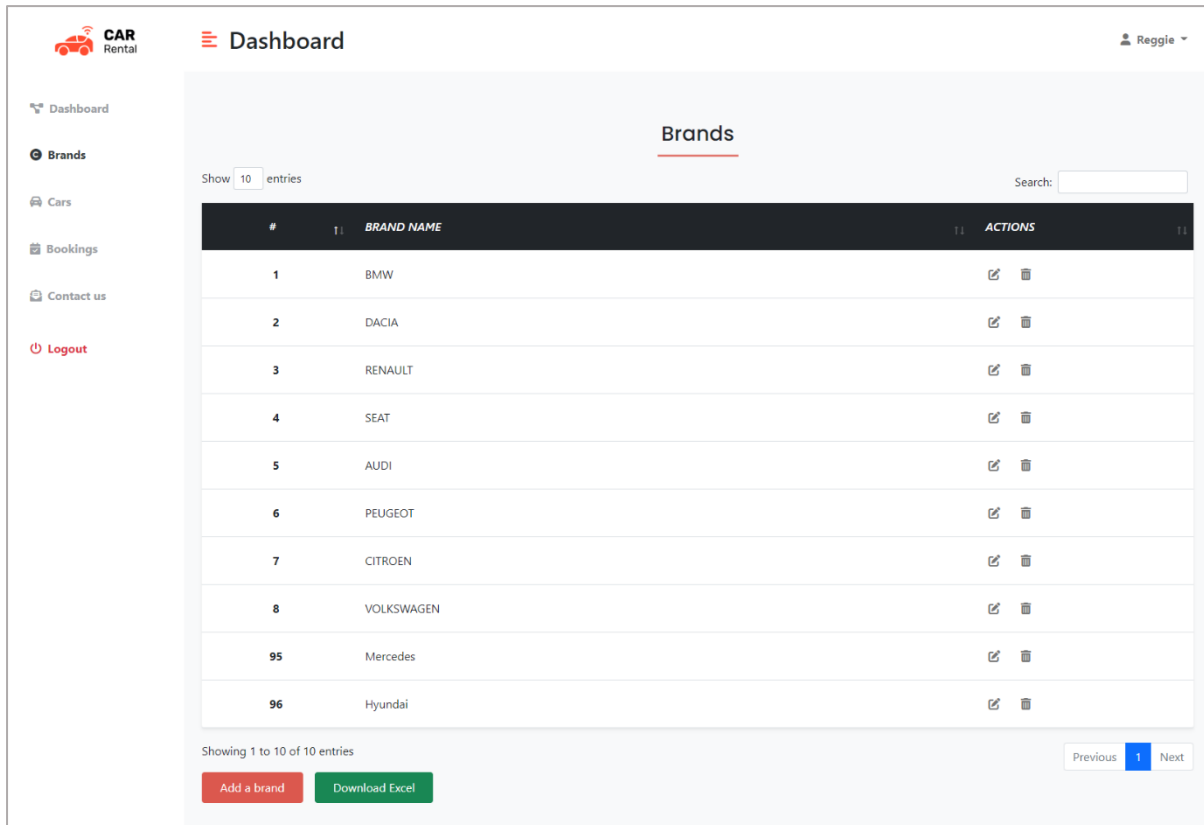 CAR
Rental
Dashboard
Reggie
Dashboard
Brands
Cars
Bookings
Contact us
Logout
Brands
Show 10 entries
Search:
# BRAND NAME ACTIONS
1 BMW
2 DACIA
3 RENAULT
4 SEAT
5 AUDI
6 PEUGEOT
7 CITROEN
8 VOLKSWAGEN
95 Mercedes
96 Hyundai
Showing 1 to 10 of 10 entries
Previous 1 Next
Add a brand Download Excel